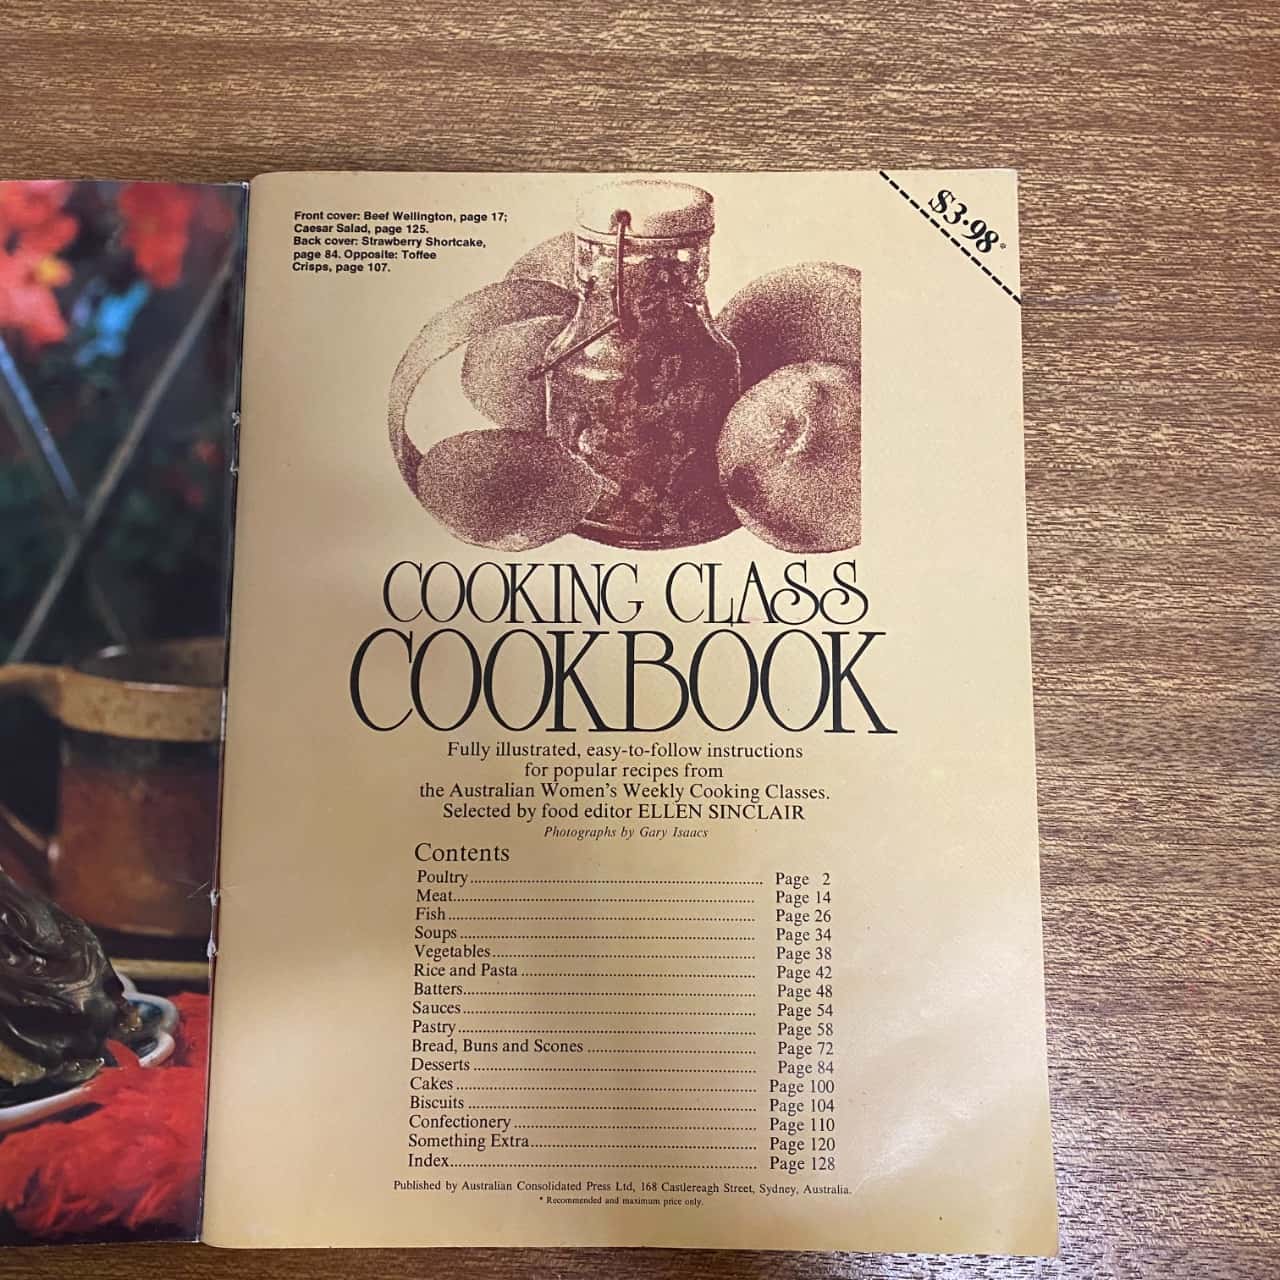 Front cover: Beef Wellington, page 17;
Caesar Salad, page 125.
Back cover: Strawberry Shortcake,
page 84. Opposite: Toffee
Crisps, page 107.
$3·98*
COOKING CLASS
COOKBOOK
Fully illustrated, easy-to-follow instructions
for popular recipes from
the Australian Women's Weekly Cooking Classes.
Selected by food editor ELLEN SINCLAIR
Photographs by Gary Isaacs
Contents
Poultry Page 2
Meat Page 14
Fish Page 26
Soups Page 34
Vegetables Page 38
Rice and Pasta Page 42
Batters Page 48
Sauces Page 54
Pastry Page 58
Bread, Buns and Scones Page 72
Desserts Page 84
Cakes Page 100
Biscuits Page 104
Confectionery Page 110
Something Extra Page 120
Index Page 128
Published by Australian Consolidated Press Ltd, 168 Castlereagh Street, Sydney, Australia.
* Recommended and maximum price only.